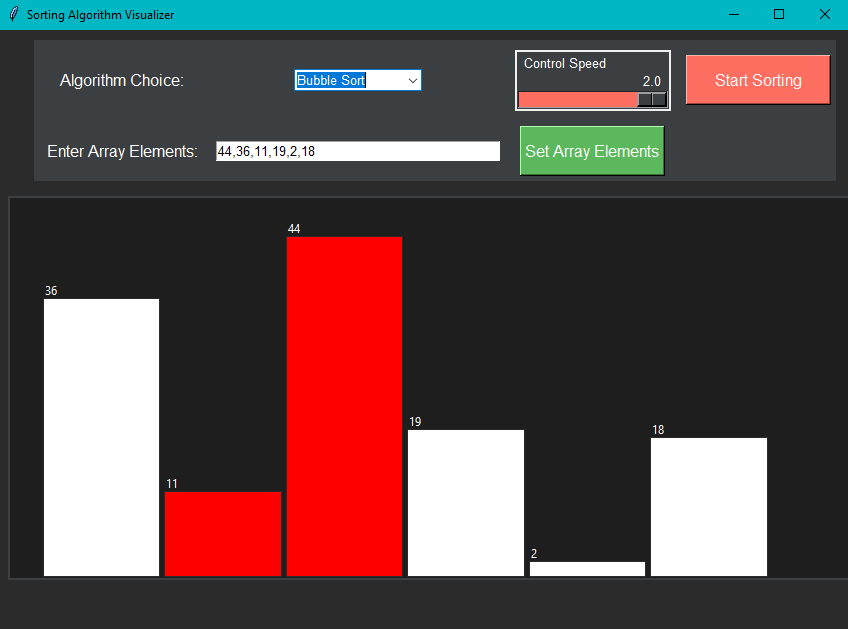 Sorting Algorithm Visualizer
Algorithm Choice:
Bubble Sort
Control Speed
2.0
Start Sorting
Enter Array Elements:
44,36,11,19,2,18
Set Array Elements
44
36
19
18
11
2